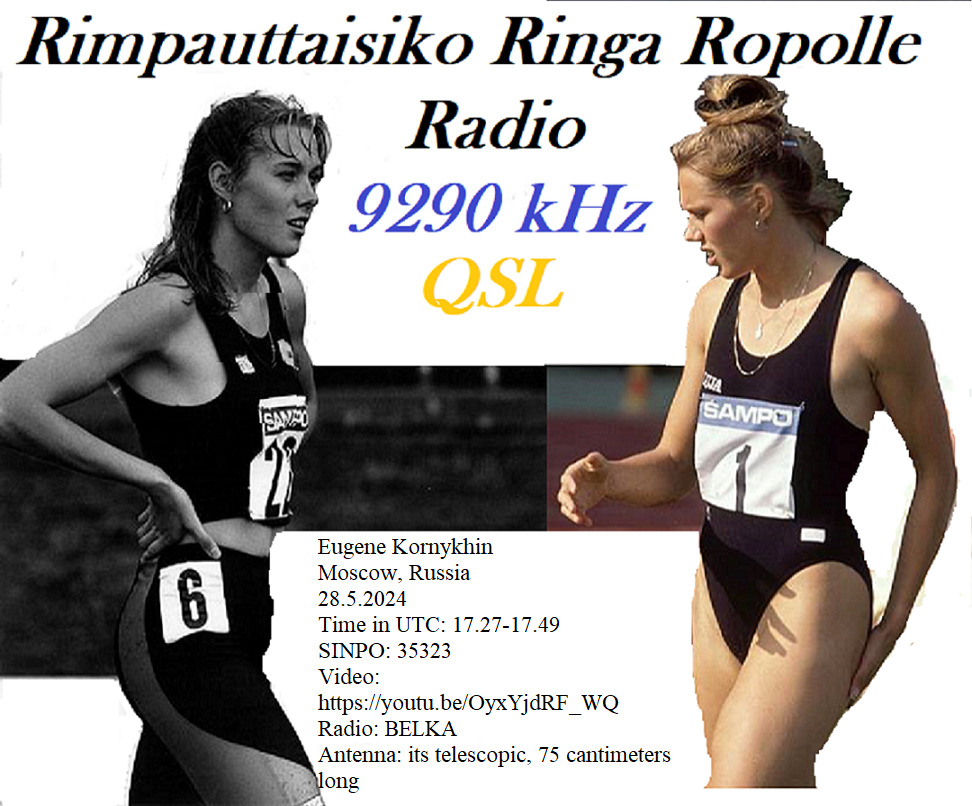 Rimpauttaisiko Ringa Ropolle
Radio
9290 kHz
QSL
SAMPO
SAMPO
1
6
Eugene Kornykhin
Moscow, Russia
28.5.2024
Time in UTC: 17.27-17.49
SINPO: 35323
Video:
https://youtu.be/OyxYjdRF_WQ
Radio: BELKA
Antenna: its telescopic, 75 cantimeters
long